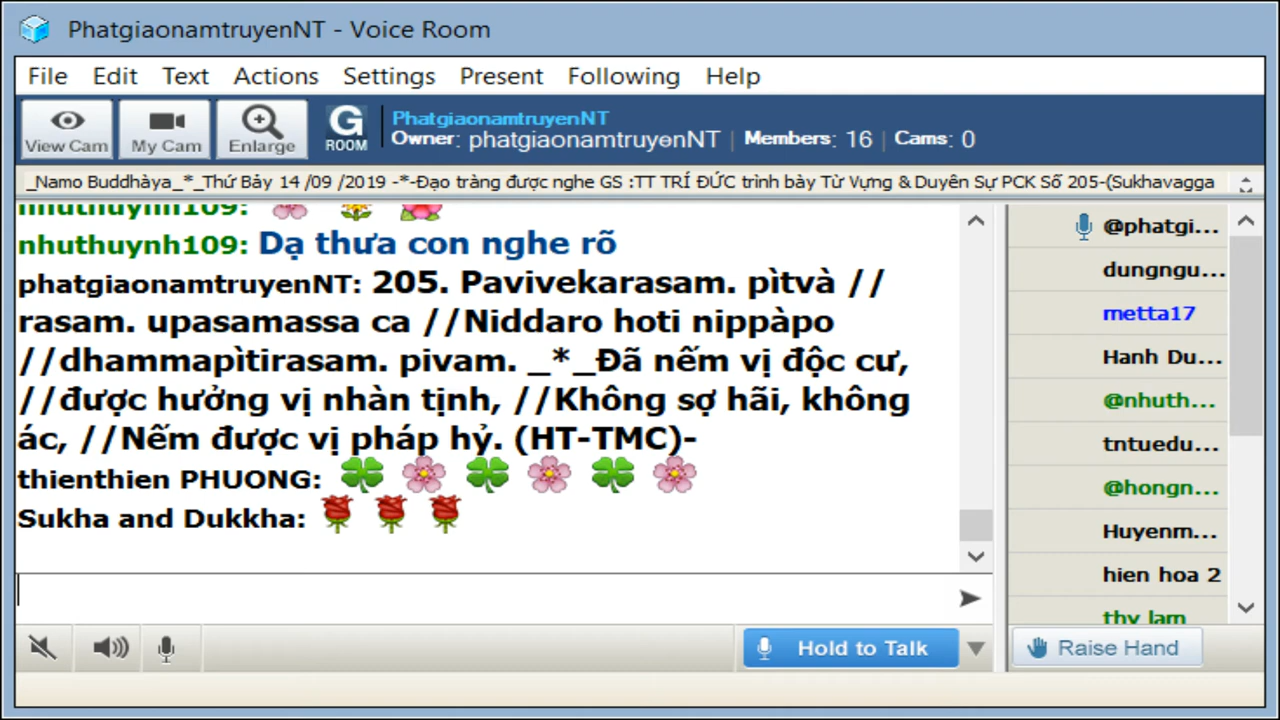 PhatgiaonamtruyenNT - Voice Room
File Edit Text Actions Settings Present Following Help
View Cam My Cam Enlarge G ROOM
PhatgiaonamtruyenNT
Owner: phatgiaonamtruyenNT | Members: 16 | Cams: 0
_Namo Buddhàya_*_Thứ Bảy 14 /09 /2019 -*-Đạo tràng được nghe GS :TT TRÍ ĐỨC trình bày Từ Vựng & Duyên Sự PCK Số 205-(Sukhavagga
nhuthuynh109:
nhuthuynh109: Dạ thưa con nghe rõ
phatgiaonamtruyenNT: 205. Pavivekarasam. pìtvà //
rasam. upasamassa ca //Niddaro hoti nippàpo
//dhammapìtirasam. pivam. _*_Đã nếm vị độc cư,
//được hưởng vị nhàn tịnh, //Không sợ hãi, không
ác, //Nếm được vị pháp hỷ. (HT-TMC)-
thienthien PHUONG:
Sukha and Dukkha:
@phatgi...
dungngu...
metta17
Hanh Du...
@nhuth...
tntuedu...
@hongn...
Huyenm...
hien hoa 2
thy lam
Hold to Talk
Raise Hand